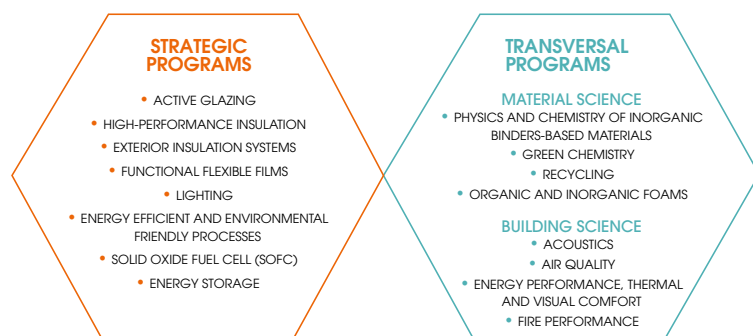 STRATEGIC
PROGRAMS
• ACTIVE GLAZING
• HIGH-PERFORMANCE INSULATION
• EXTERIOR INSULATION SYSTEMS
• FUNCTIONAL FLEXIBLE FILMS
• LIGHTING
• ENERGY EFFICIENT AND ENVIRONMENTAL
FRIENDLY PROCESSES
• SOLID OXIDE FUEL CELL (SOFC)
• ENERGY STORAGE
TRANSVERSAL
PROGRAMS
MATERIAL SCIENCE
• PHYSICS AND CHEMISTRY OF INORGANIC
BINDERS-BASED MATERIALS
• GREEN CHEMISTRY
• RECYCLING
• ORGANIC AND INORGANIC FOAMS
BUILDING SCIENCE
• ACOUSTICS
• AIR QUALITY
• ENERGY PERFORMANCE, THERMAL
AND VISUAL COMFORT
• FIRE PERFORMANCE